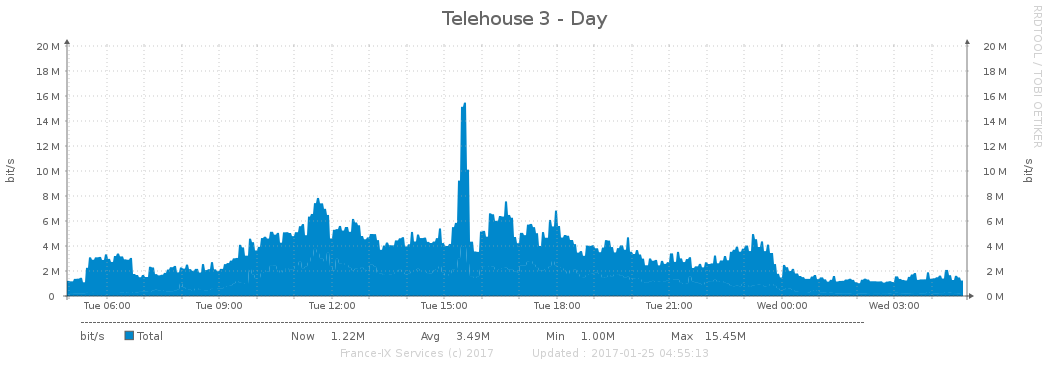 Telehouse 3 - Day
RRDTOOL / TOBI OETIKER
20 M 20 M
18 M 18 M
16 M 16 M
14 M 14 M
12 M 12 M
10 M 10 M
8 M 8 M
6 M 6 M
4 M 4 M
2 M 2 M
0 0 M
bit/s bit/s
Tue 06:00 Tue 09:00 Tue 12:00 Tue 15:00 Tue 18:00 Tue 21:00 Wed 00:00 Wed 03:00
bit/s Total Now 1.22M Avg 3.49M Min 1.00M Max 15.45M
France-IX Services (c) 2017 Updated : 2017-01-25 04:55:13